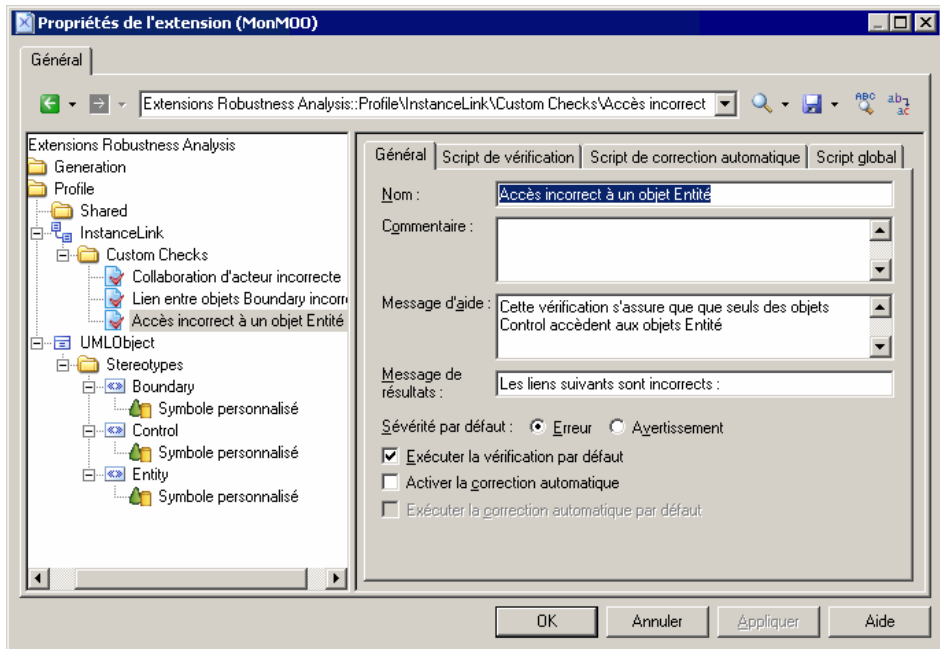 Propriétés de l'extension (MonMOO)
Général
Extensions Robustness Analysis::Profile\InstanceLink\Custom Checks\Accès incorrect
Extensions Robustness Analysis
Generation
Profile
Shared
InstanceLink
Custom Checks
Collaboration d'acteur incorrecte
Lien entre objets Boundary incorr
Accès incorrect à un objet Entité
UMLObject
Stereotypes
Boundary
Symbole personnalisé
Control
Symbole personnalisé
Entity
Symbole personnalisé
Général Script de vérification Script de correction automatique Script global
Nom : Accès incorrect à un objet Entité
Commentaire :
Message d'aide : Cette vérification s'assure que que seuls des objets
Control accèdent aux objets Entité
Message de
résultats : Les liens suivants sont incorrects :
Sévérité par défaut : Erreur Avertissement
Exécuter la vérification par défaut
Activer la correction automatique
Exécuter la correction automatique par défaut
OK Annuler Appliquer Aide